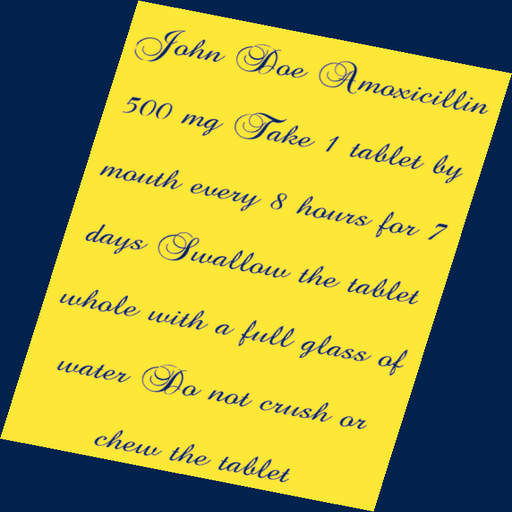 John Doe Amoxicillin
500 mg Take 1 tablet by
mouth every 8 hours for 7
days Swallow the tablet
whole with a full glass of
water Do not crush or
chew the tablet